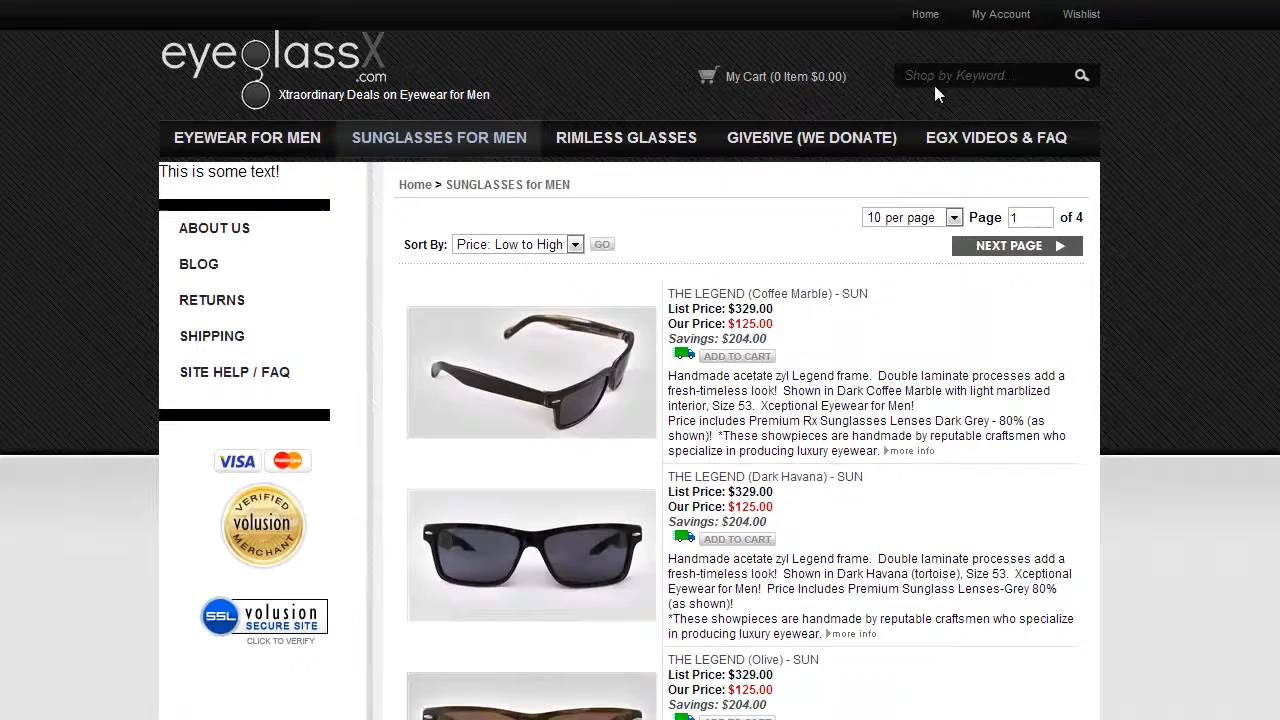 Home My Account Wishlist
eyeglassX
.com
Xtraordinary Deals on Eyewear for Men
My Cart (0 Item $0.00)
Shop by Keyword...
EYEWEAR FOR MEN SUNGLASSES FOR MEN RIMLESS GLASSES GIVE5IVE (WE DONATE) EGX VIDEOS & FAQ
This is some text!
ABOUT US
BLOG
RETURNS
SHIPPING
SITE HELP / FAQ
VISA MasterCard
VERIFIED
volusion
MERCHANT
SSL volusion
SECURE SITE
CLICK TO VERIFY
Home > SUNGLASSES for MEN
10 per page Page 1 of 4
Sort By: Price: Low to High GO
NEXT PAGE
THE LEGEND (Coffee Marble) - SUN
List Price: $329.00
Our Price: $125.00
Savings: $204.00
ADD TO CART
Handmade acetate zyl Legend frame. Double laminate processes add a
fresh-timeless look! Shown in Dark Coffee Marble with light marblized
interior, Size 53. Xceptional Eyewear for Men!
Price includes Premium Rx Sunglasses Lenses Dark Grey - 80% (as
shown)! *These showpieces are handmade by reputable craftsmen who
specialize in producing luxury eyewear. more info
THE LEGEND (Dark Havana) - SUN
List Price: $329.00
Our Price: $125.00
Savings: $204.00
ADD TO CART
Handmade acetate zyl Legend frame. Double laminate processes add a
fresh-timeless look! Shown in Dark Havana (tortoise), Size 53. Xceptional
Eyewear for Men! Price Includes Premium Sunglass Lenses-Grey 80%
(as shown)!
*These showpieces are handmade by reputable craftsmen who specialize
in producing luxury eyewear. more info
THE LEGEND (Olive) - SUN
List Price: $329.00
Our Price: $125.00
Savings: $204.00
ADD TO CART